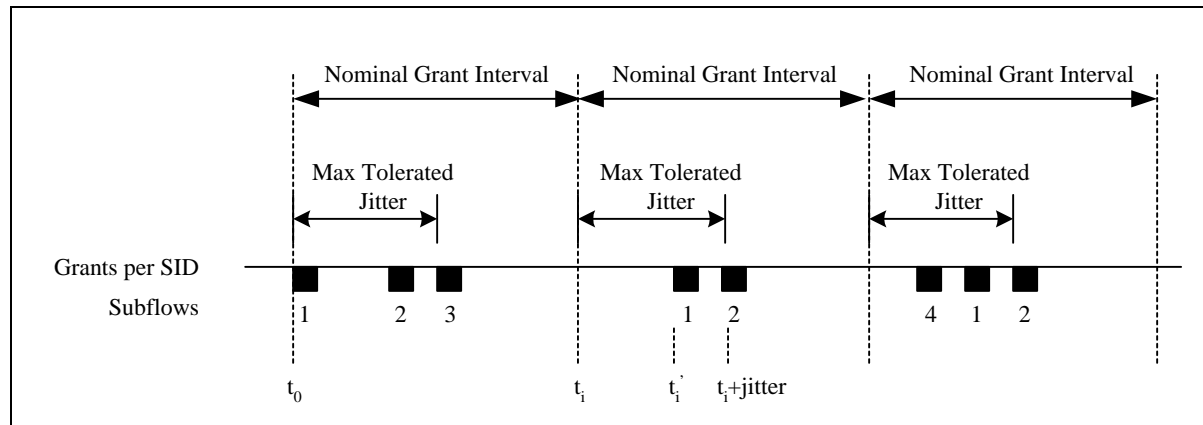 Nominal Grant Interval Nominal Grant Interval Nominal Grant Interval
Max Tolerated Jitter Max Tolerated Jitter Max Tolerated Jitter
Grants per SID
Subflows
1 2 3 1 2 4 1 2
t0 ti ti' ti+jitter